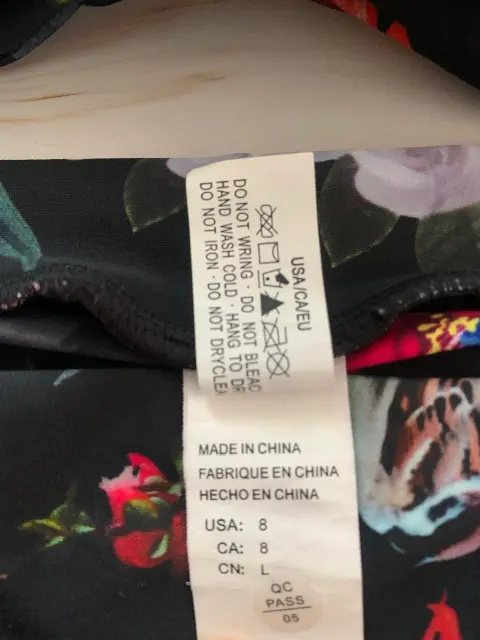 USA/CA/EU
DO NOT WRING · DO NOT BLEAC
HAND WASH COLD · HANG TO DR
DO NOT IRON · DO NOT DRYCLEA
MADE IN CHINA
FABRIQUE EN CHINA
HECHO EN CHINA
USA: 8
CA: 8
CN: L
QC
PASS
05